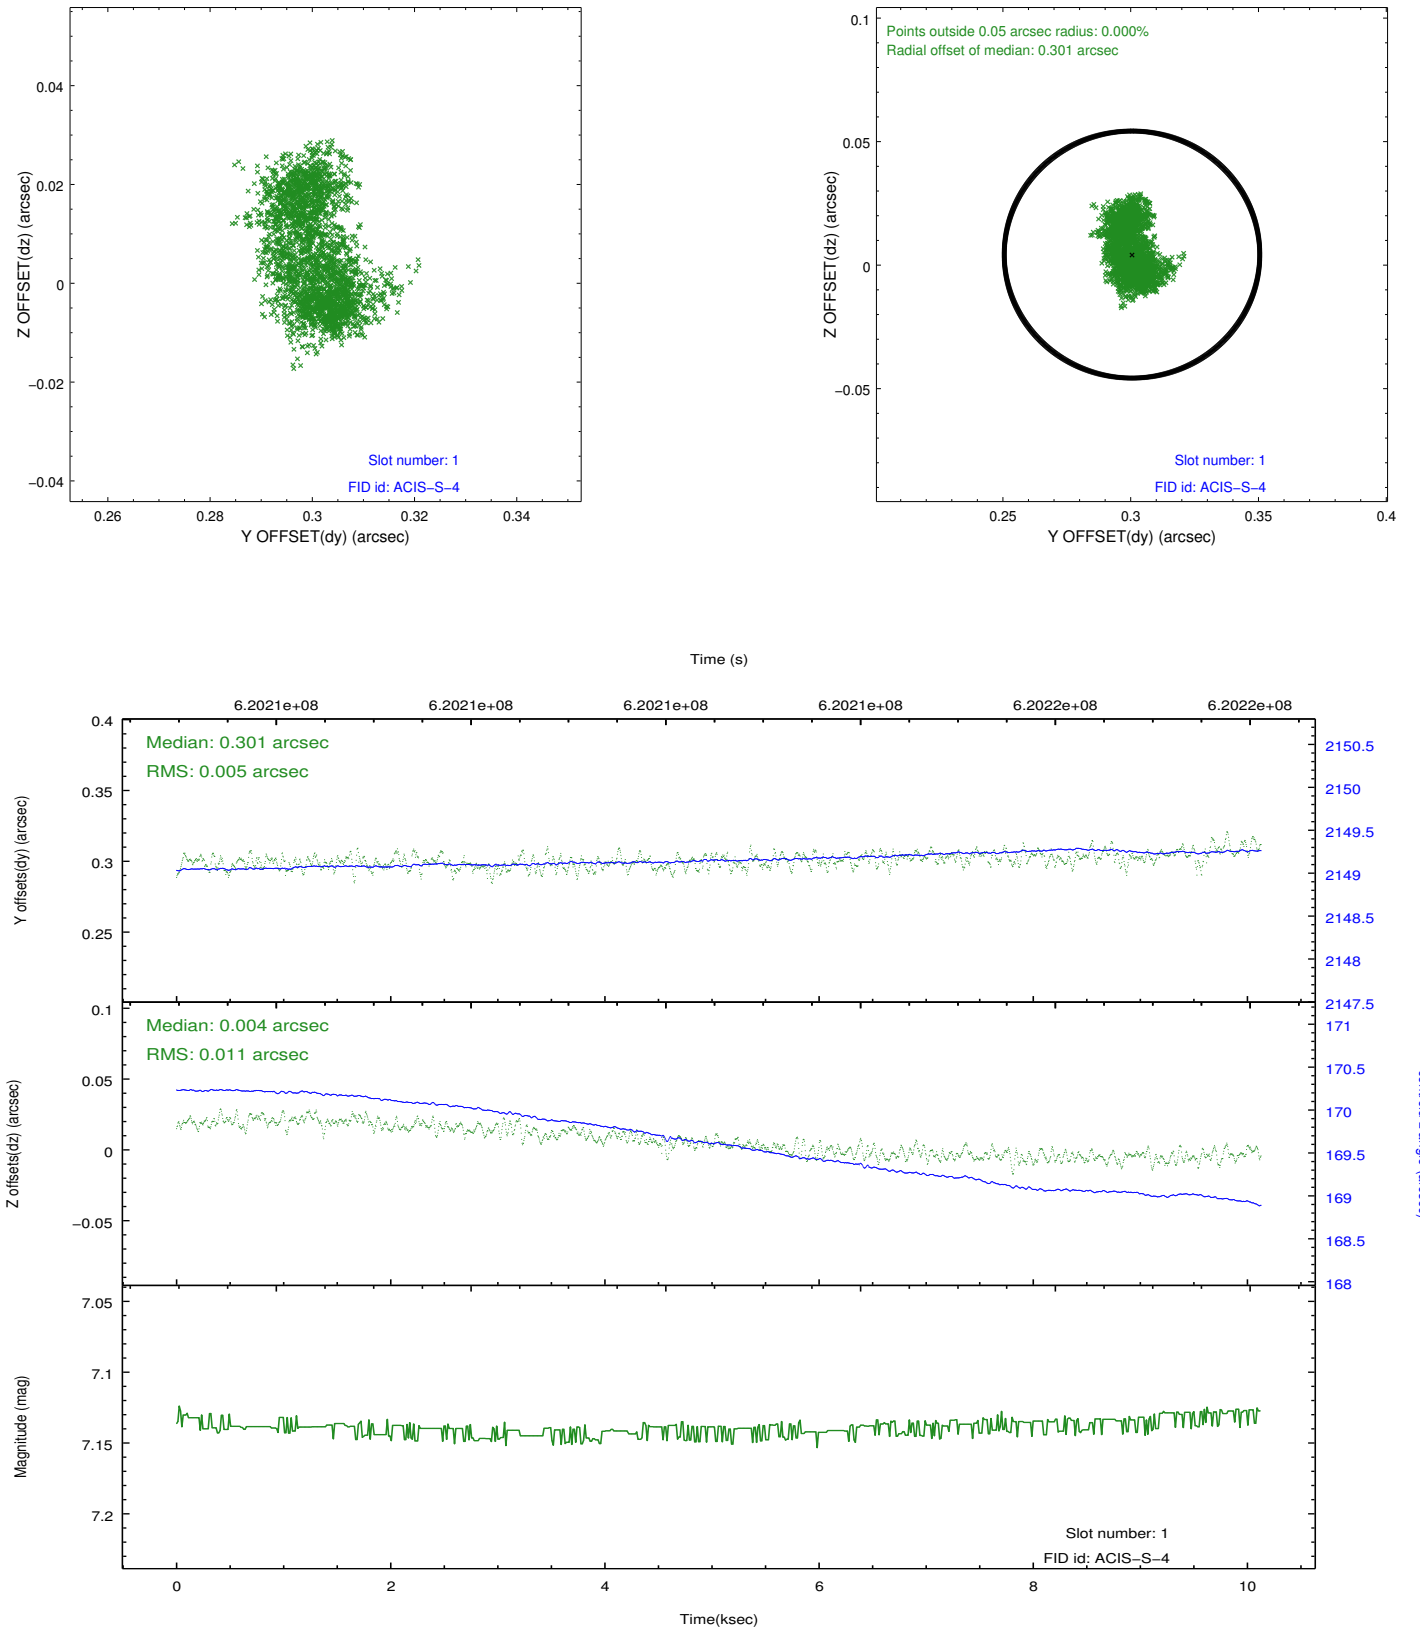 0.04
0.02
0
−0.02
−0.04
Z OFFSET(dz) (arcsec)
Slot number: 1
FID id: ACIS−S−4
0.26
0.28
0.3
0.32
0.34
Y OFFSET(dy) (arcsec)
Points outside 0.05 arcsec radius: 0.000%
Radial offset of median: 0.301 arcsec
0.1
0.05
0
−0.05
Z OFFSET(dz) (arcsec)
Slot number: 1
FID id: ACIS−S−4
0.25
0.3
0.35
0.4
Y OFFSET(dy) (arcsec)
Time (s)
6.2021e+08
6.2021e+08
6.2021e+08
6.2021e+08
6.2022e+08
6.2022e+08
Median: 0.301 arcsec
RMS: 0.005 arcsec
0.4
0.35
0.3
0.25
Y offsets(dy) (arcsec)
2150.5
2150
2149.5
2149
2148.5
2148
2147.5
Median: 0.004 arcsec
RMS: 0.011 arcsec
0.1
0.05
0
−0.05
Z offsets(dz) (arcsec)
171
170.5
170
169.5
169
168.5
168
7.05
7.1
7.15
7.2
Magnitude (mag)
Slot number: 1
FID id: ACIS−S−4
0
2
4
6
8
10
Time(ksec)